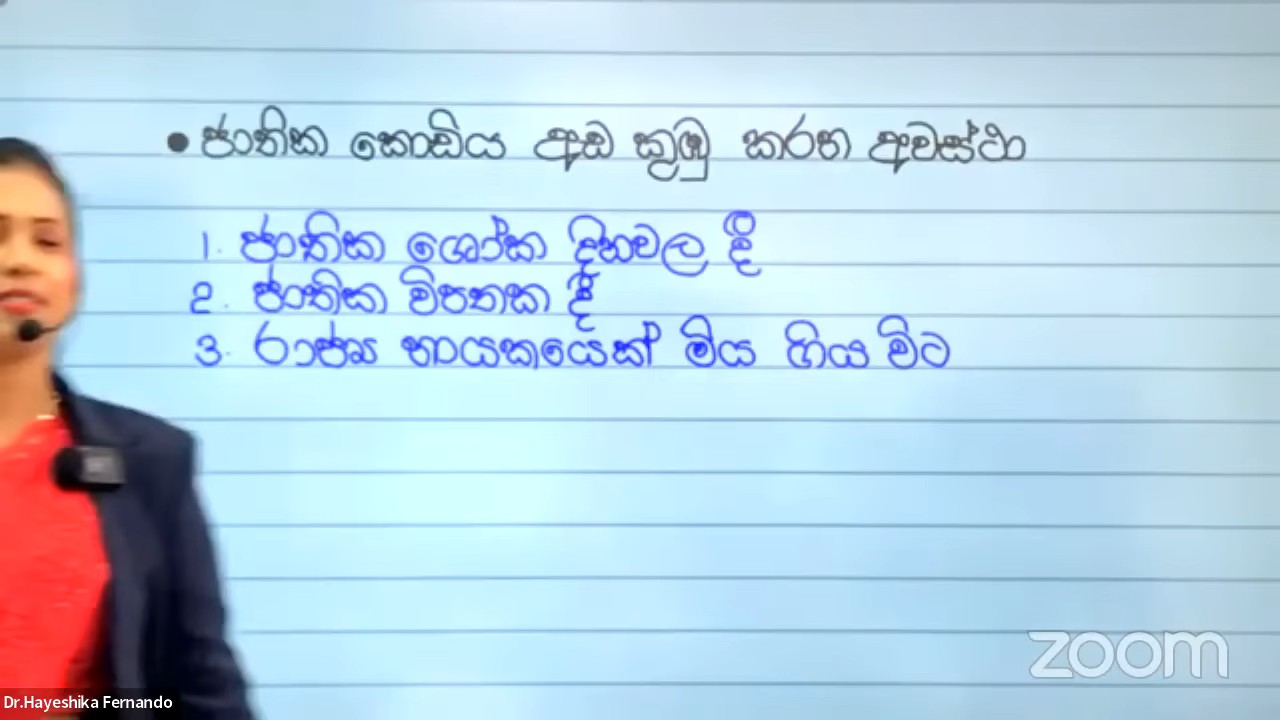 • ජාතික කොඩිය අඩ කුඹු කරන අවස්ථා
1. ජාතික ශෝක දිනවල දී
2. ජාතික විපතක දී
3. රාජ්‍ය නායකයෙක් මිය ගිය විට
zoom
Dr.Hayeshika Fernando